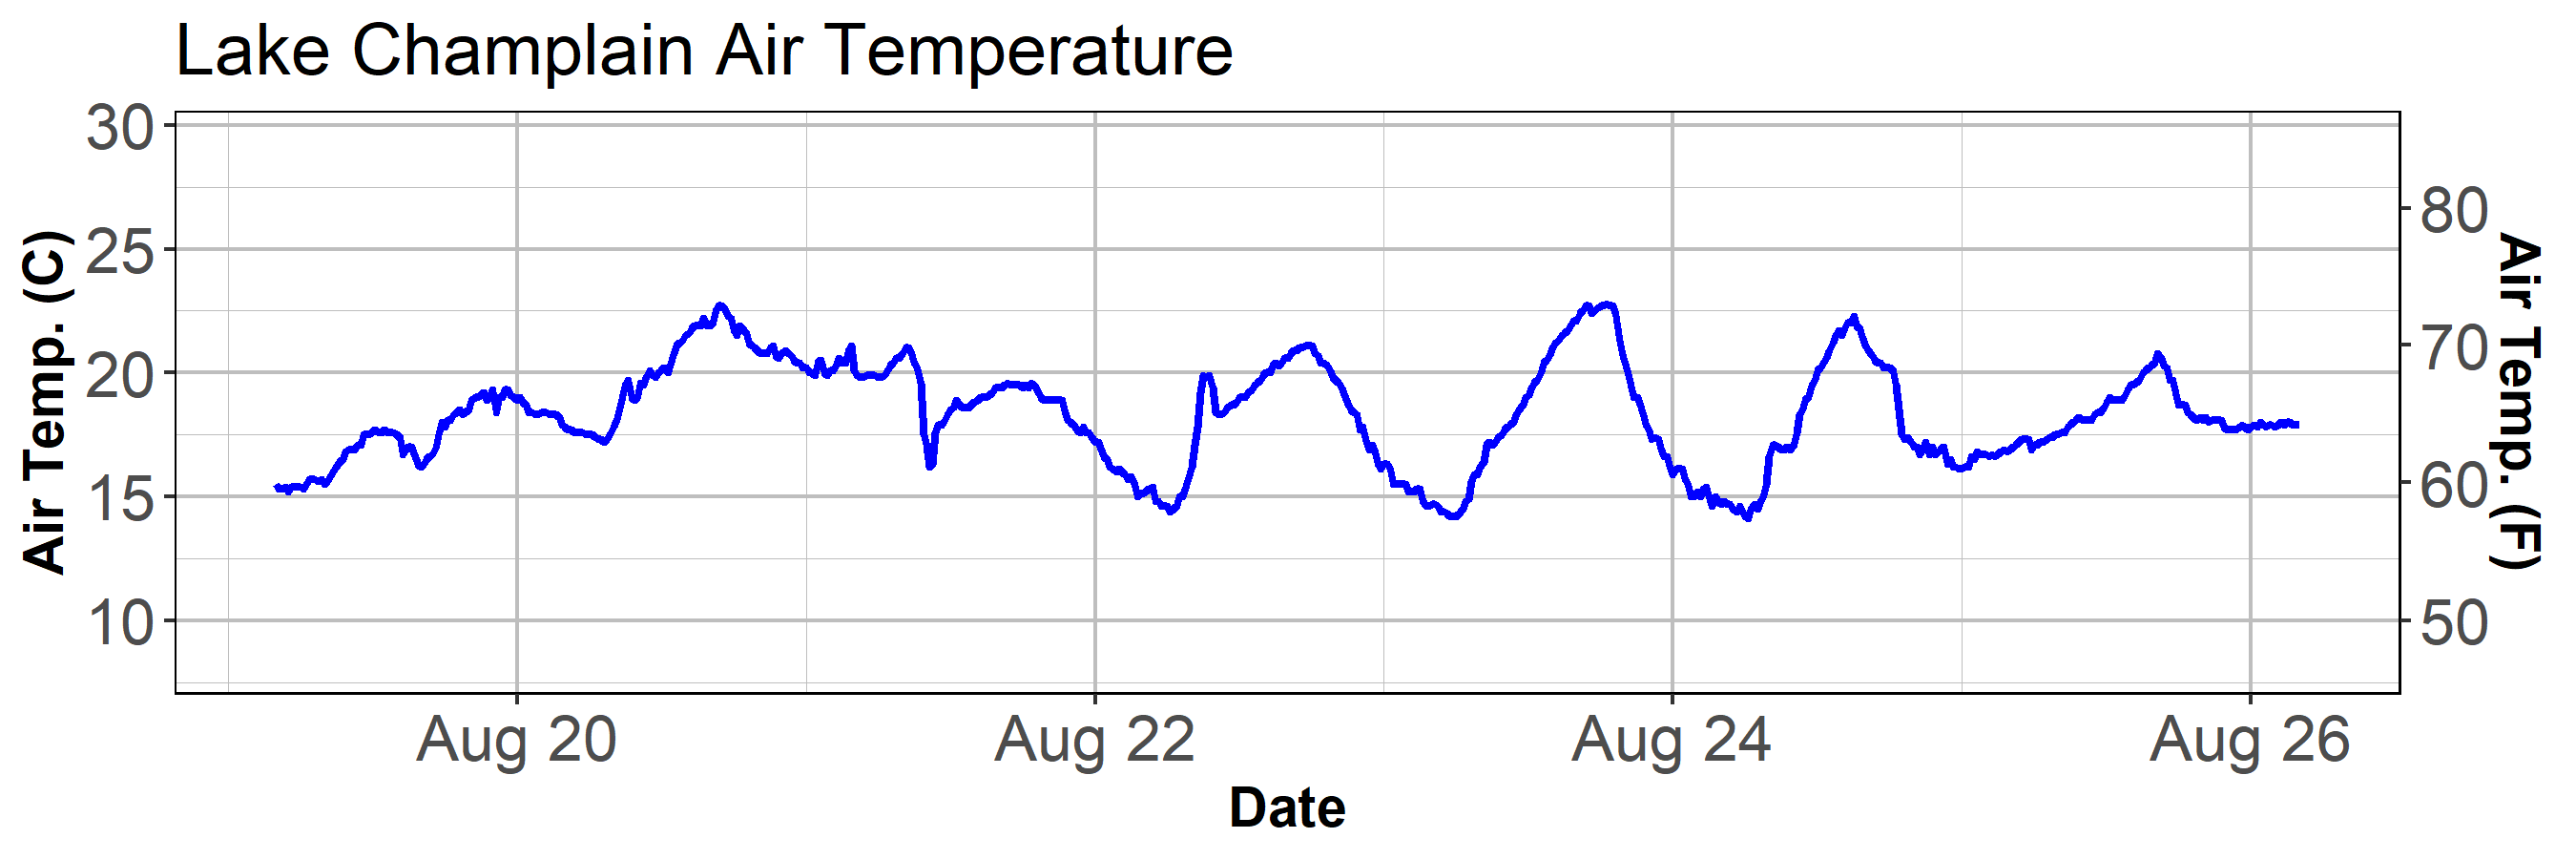 Lake Champlain Air Temperature
Air Temp. (C)
30
25
20
15
10
80
70
60
50
Air Temp. (F)
Aug 20 Aug 22 Aug 24 Aug 26
Date